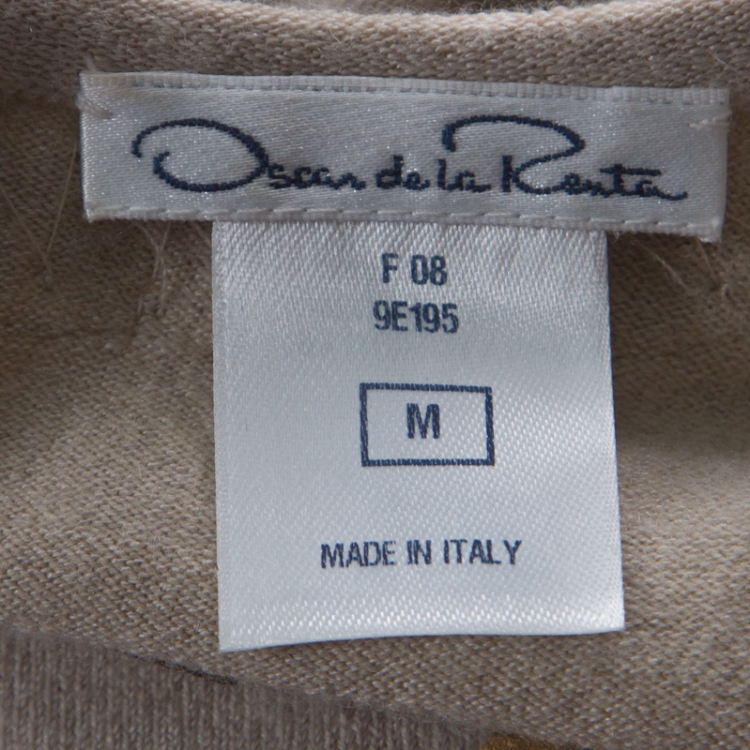 Oscar de la Renta
F 08
9E195
M
MADE IN ITALY